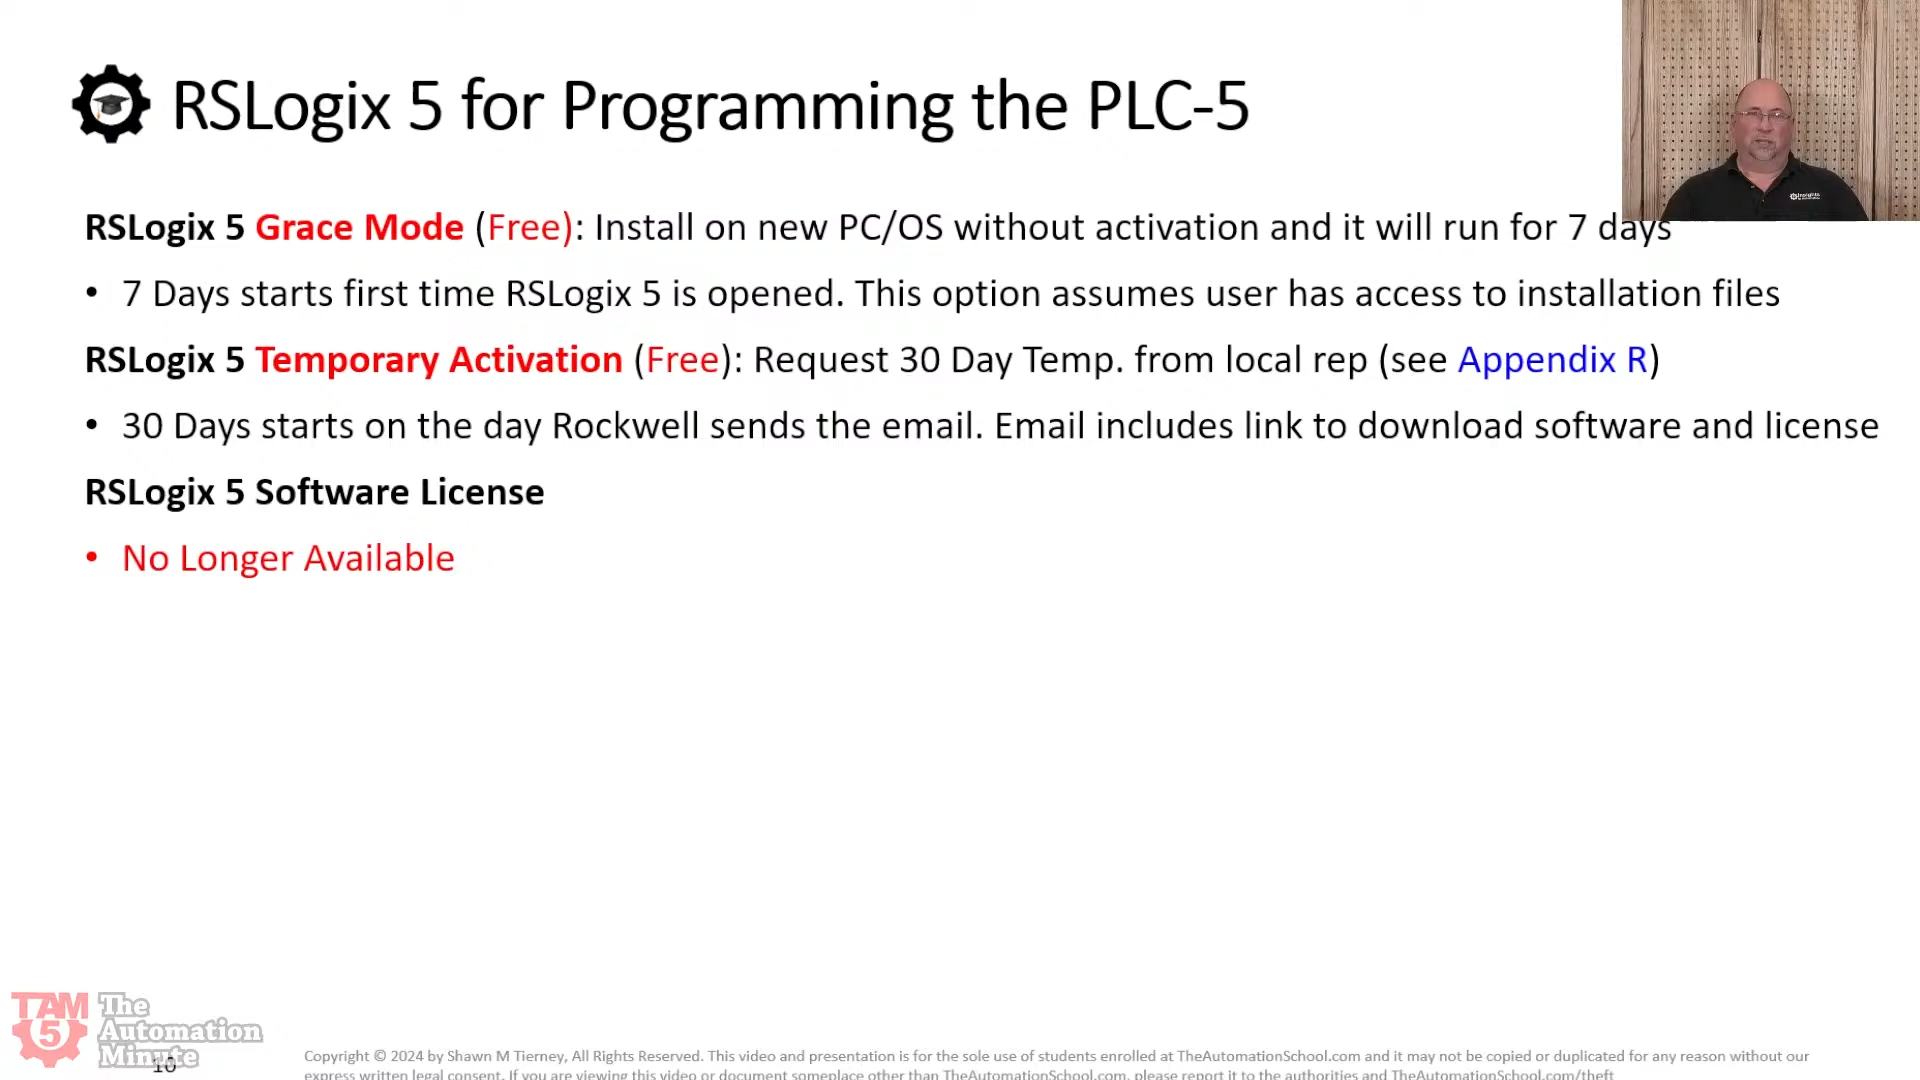 RSLogix 5 for Programming the PLC-5
RSLogix 5 Grace Mode (Free): Install on new PC/OS without activation and it will run for 7 days
• 7 Days starts first time RSLogix 5 is opened. This option assumes user has access to installation files
RSLogix 5 Temporary Activation (Free): Request 30 Day Temp. from local rep (see Appendix R)
• 30 Days starts on the day Rockwell sends the email. Email includes link to download software and license
RSLogix 5 Software License
• No Longer Available
TAM
5
The
Automation
Minute
10
Copyright © 2024 by Shawn M Tierney, All Rights Reserved. This video and presentation is for the sole use of students enrolled at TheAutomationSchool.com and it may not be copied or duplicated for any reason without our
express written legal consent. If you are viewing this video or document someplace other than TheAutomationSchool.com, please report it to the authorities and TheAutomationSchool.com/theft